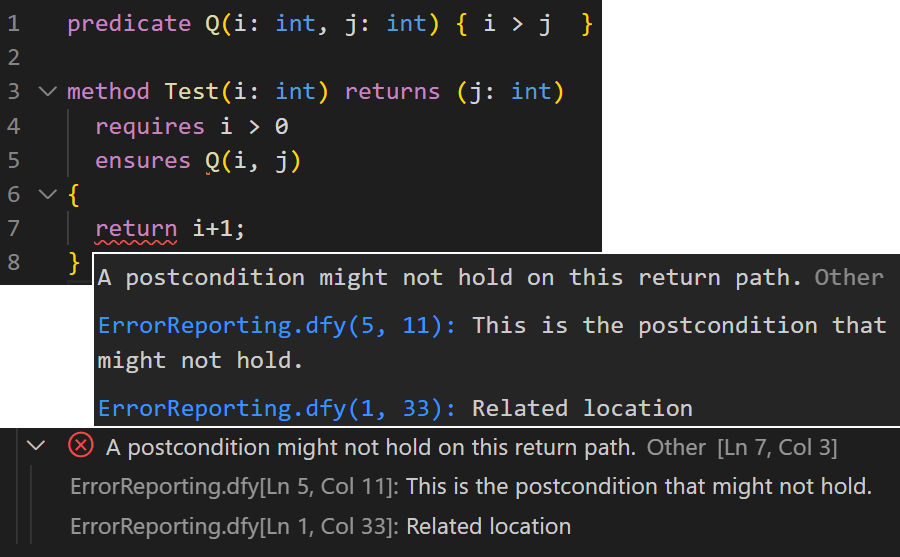 1 predicate Q(i: int, j: int) { i > j  }
2
3 method Test(i: int) returns (j: int)
4 requires i > 0
5 ensures Q(i, j)
6 {
7 return i+1;
8 }
A postcondition might not hold on this return path. Other
ErrorReporting.dfy(5, 11): This is the postcondition that
might not hold.
ErrorReporting.dfy(1, 33): Related location
A postcondition might not hold on this return path. Other [Ln 7, Col 3]
ErrorReporting.dfy[Ln 5, Col 11]: This is the postcondition that might not hold.
ErrorReporting.dfy[Ln 1, Col 33]: Related location